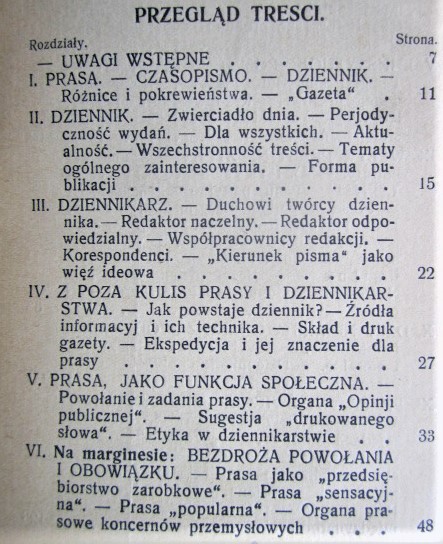 PRZEGLĄD TRESCI.
Rozdziały. Strona.
— UWAGI WSTĘPNE . . . . . . 7
I. PRASA. — CZASOPISMO. — DZIENNIK. —
Różnice i pokrewieństwa. — „Gazeta" . 11
II. DZIENNIK. — Zwierciadło dnia. — Perjody-
czność wydań. — Dla wszystkich. — Aktu-
alność. — Wszechstronność treści. — Tematy
ogólnego zainteresowania. — Forma pu-
blikacji . . . . . . . . . . 15
III. DZIENNIKARZ. — Duchowi twórcy dzien-
nika. — Redaktor naczelny. — Redaktor odpo-
wiedzialny. — Współpracownicy redakcji. —
Korespondenci. — „Kierunek pisma" jako
więź ideowa . . . . . . . . . 22
IV. Z POZA KULIS PRASY I DZIENNIKAR-
STWA. — Jak powstaje dziennik? — Źródła
informacyj i ich technika. — Skład i druk
gazety. — Ekspedycja i jej znaczenie dla
prasy . . . . . . . . . . 27
V. PRASA, JAKO FUNKCJA SPOŁECZNA. —
Powołanie i zadania prasy. — Organa „Opinji
publicznej". — Sugestja „drukowanego
słowa". — Etyka w dziennikarstwie . . 33
VI. Na marginesie: BEZDROŻA POWOŁANIA
I OBOWIĄZKU. — Prasa jako „przedsię-
biorstwo zarobkowe". — Prasa „sensacyj-
na". — Prasa „popularna". — Organa pra-
sowe koncernów przemysłowych . . . 48